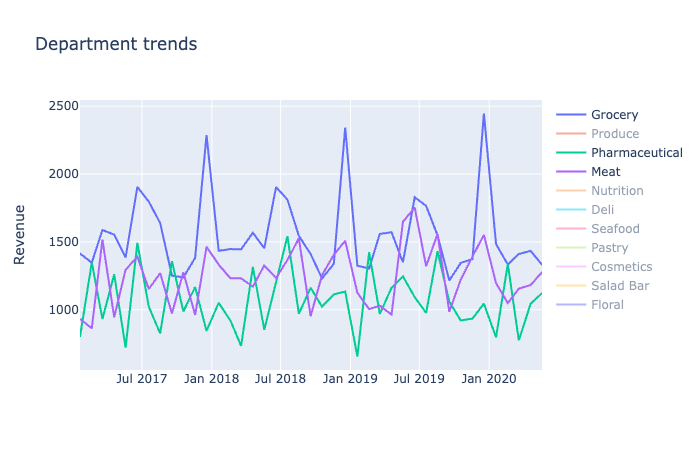 Department trends
2500
2000
1500
1000
Revenue
Jul 2017
Jan 2018
Jul 2018
Jan 2019
Jul 2019
Jan 2020
Grocery
Produce
Pharmaceutical
Meat
Nutrition
Deli
Seafood
Pastry
Cosmetics
Salad Bar
Floral